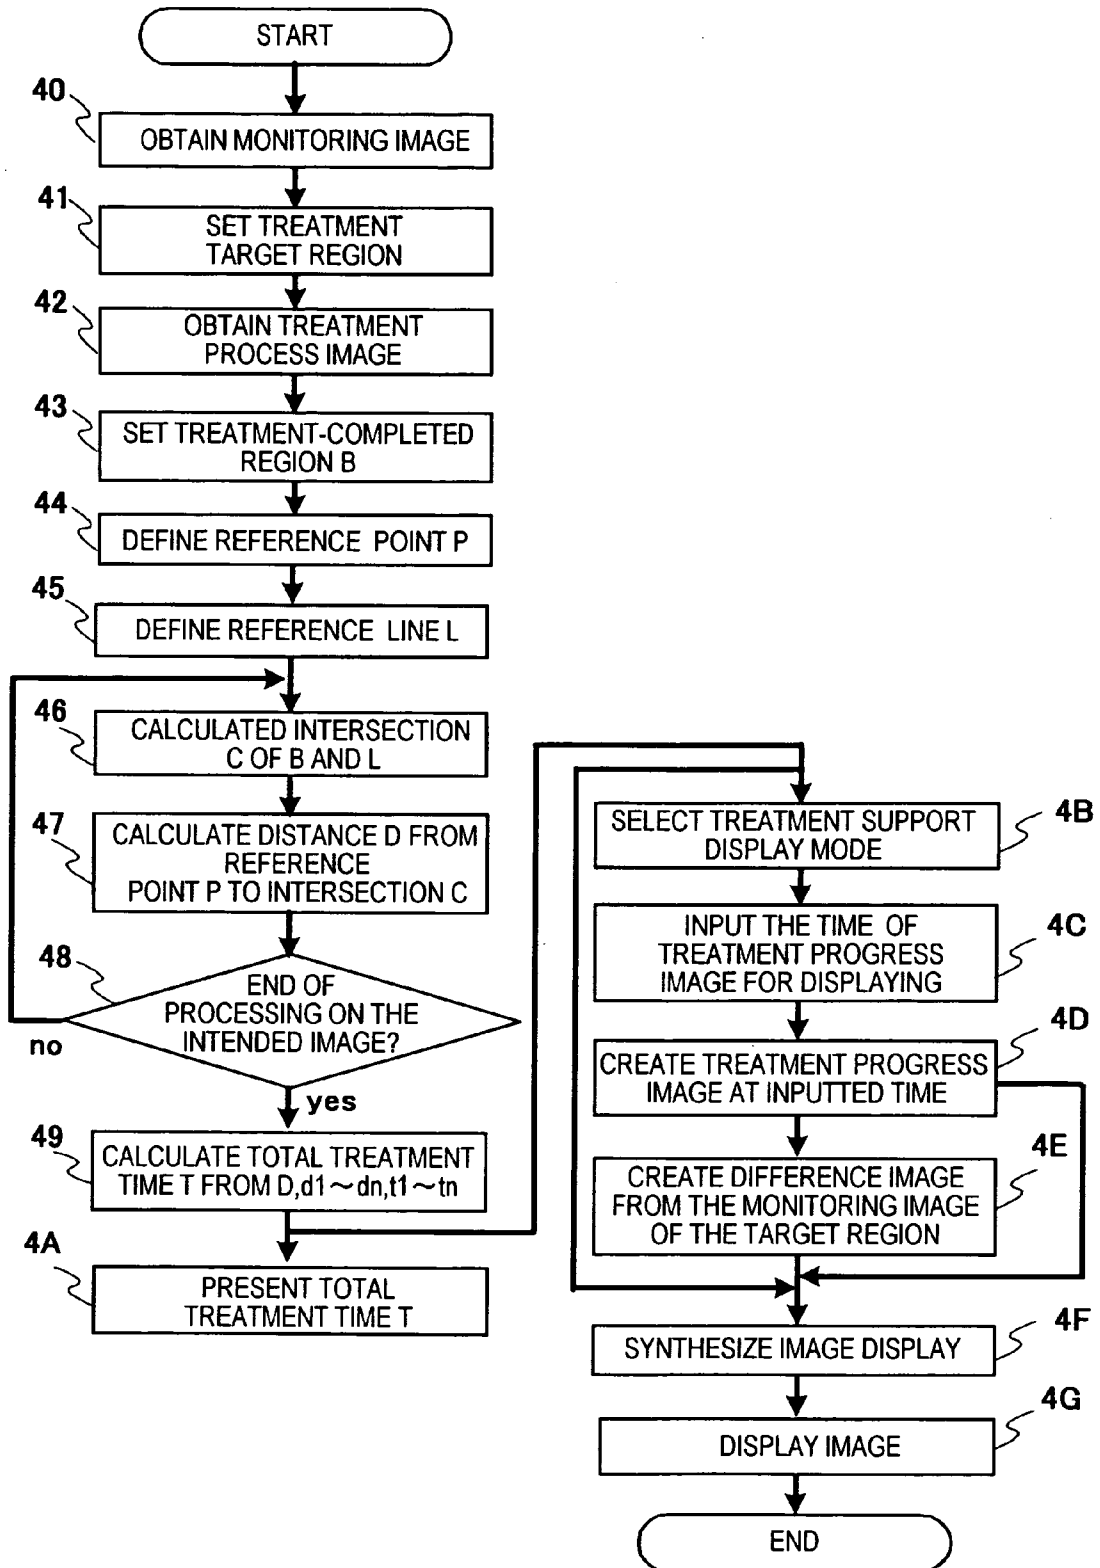 START
40
OBTAIN MONITORING IMAGE
41
SET TREATMENT
TARGET REGION
42
OBTAIN TREATMENT
PROCESS IMAGE
43
SET TREATMENT-COMPLETED
REGION B
44
DEFINE REFERENCE POINT P
45
DEFINE REFERENCE LINE L
46
CALCULATED INTERSECTION
C OF B AND L
47
CALCULATE DISTANCE D FROM
REFERENCE
POINT P TO INTERSECTION C
48
END OF
PROCESSING ON THE
INTENDED IMAGE?
no
yes
49
CALCULATE TOTAL TREATMENT
TIME T FROM D,d1～dn,t1～tn
4A
PRESENT TOTAL
TREATMENT TIME T
4B
SELECT TREATMENT SUPPORT
DISPLAY MODE
4C
INPUT THE TIME OF
TREATMENT PROGRESS
IMAGE FOR DISPLAYING
4D
CREATE TREATMENT PROGRESS
IMAGE AT INPUTTED TIME
4E
CREATE DIFFERENCE IMAGE
FROM THE MONITORING IMAGE
OF THE TARGET REGION
4F
SYNTHESIZE IMAGE DISPLAY
4G
DISPLAY IMAGE
END